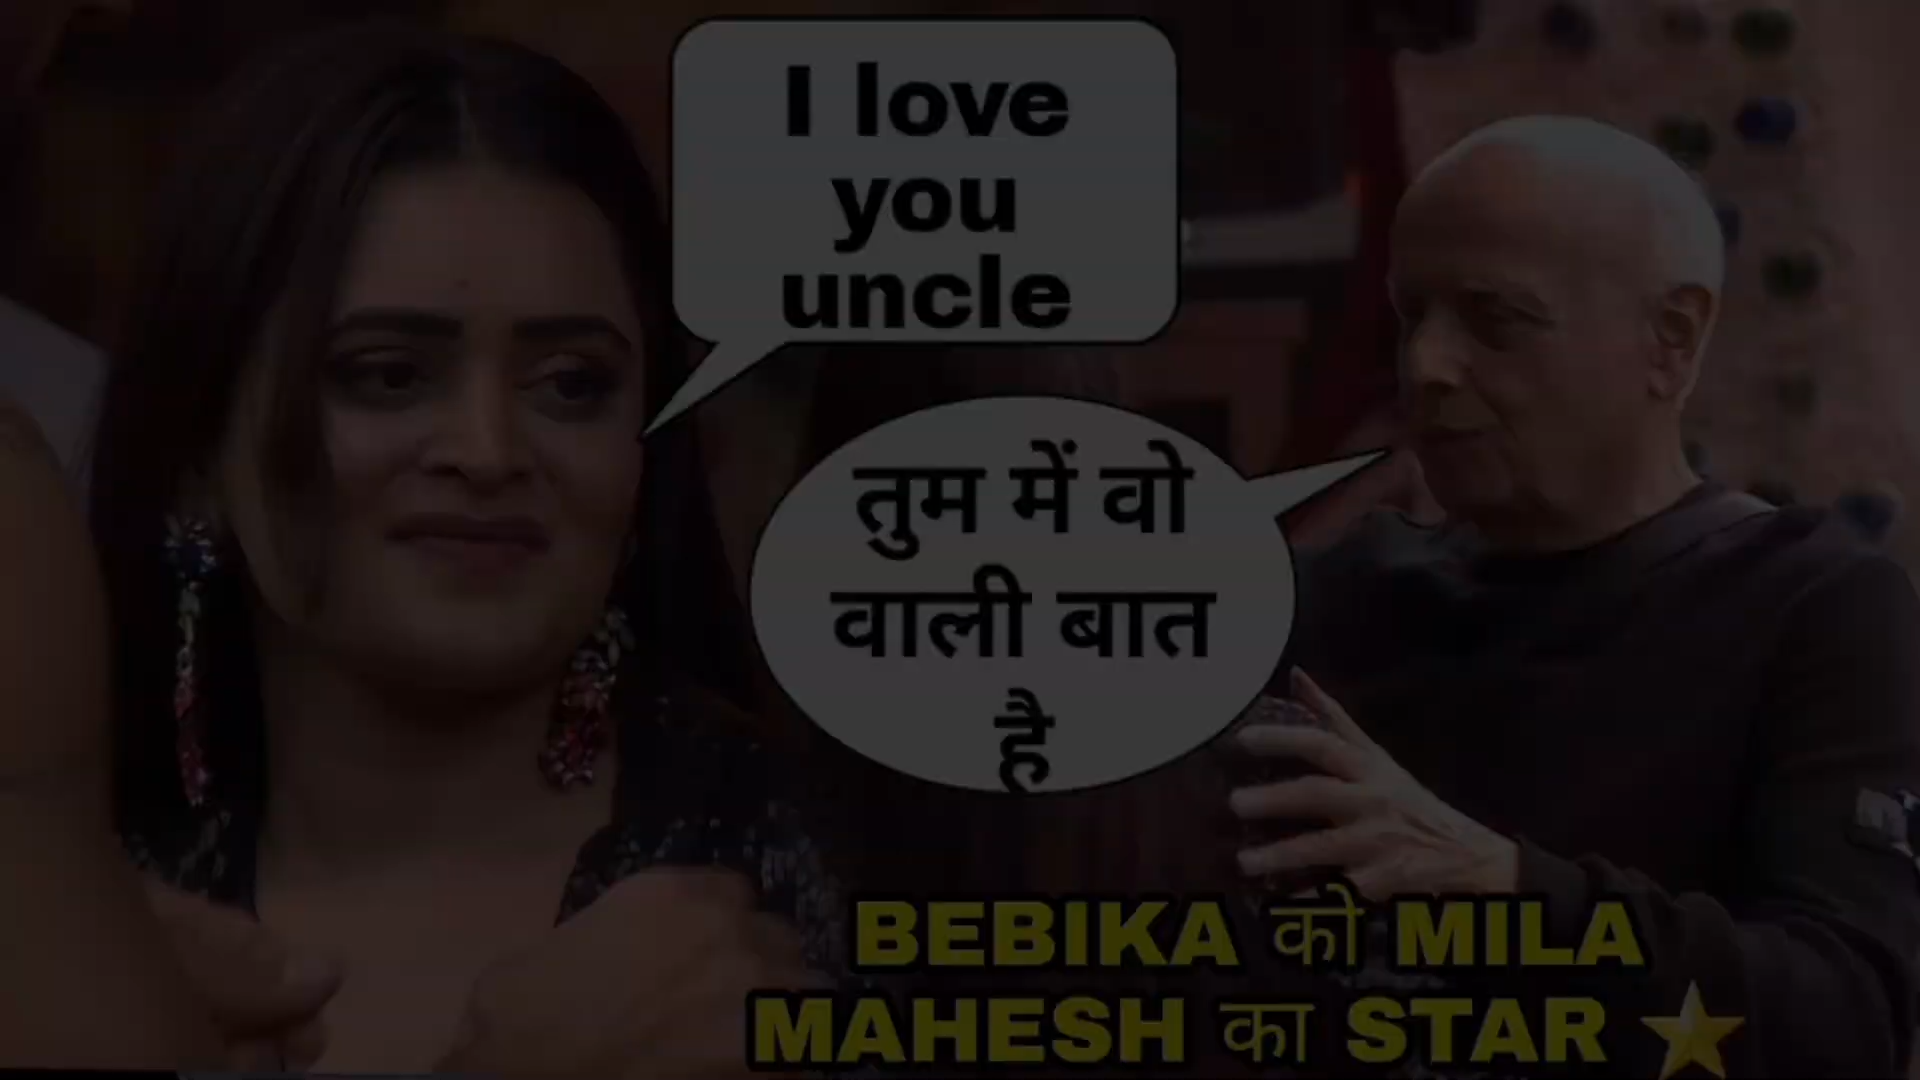 I love
you
uncle
तुम में वो
वाली बात
है
BEBIKA को MILA
MAHESH का STAR ⭐